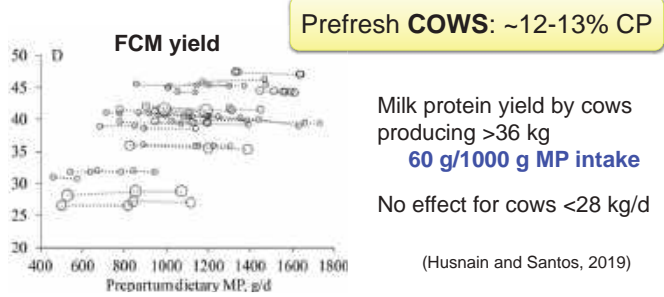 Prefresh COWS: ~12-13% CP
FCM yield
D
50
45
40
35
30
25
20
400 600 800 1000 1200 1400 1600 1800
Prepartum dietary MP, g/d
Milk protein yield by cows
producing >36 kg
60 g/1000 g MP intake
No effect for cows <28 kg/d
(Husnain and Santos, 2019)